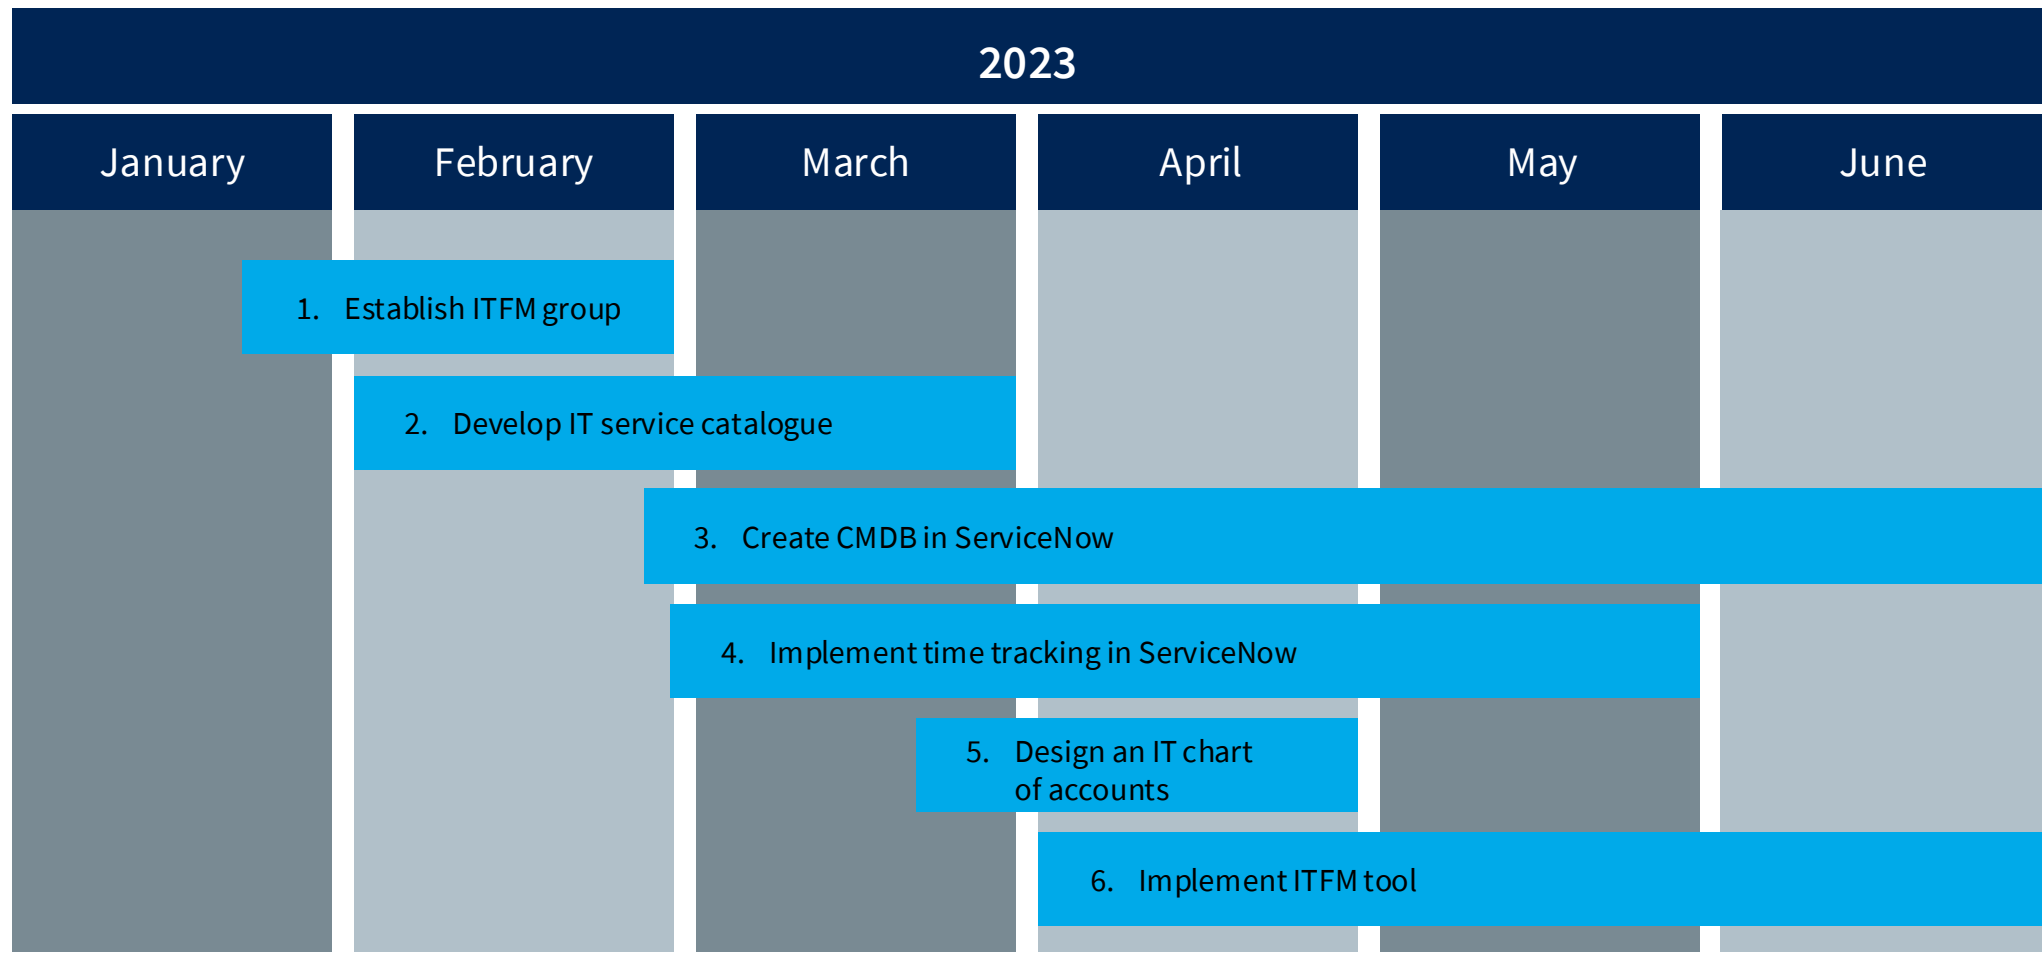 2023
January
February
March
April
May
June
1. Establish ITFM group
2. Develop IT service catalogue
3. Create CMDB in ServiceNow
4. Implement time tracking in ServiceNow
5. Design an IT chart
of accounts
6. Implement ITFM tool